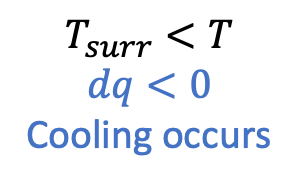 T_surr < T
dq < 0
Cooling occurs